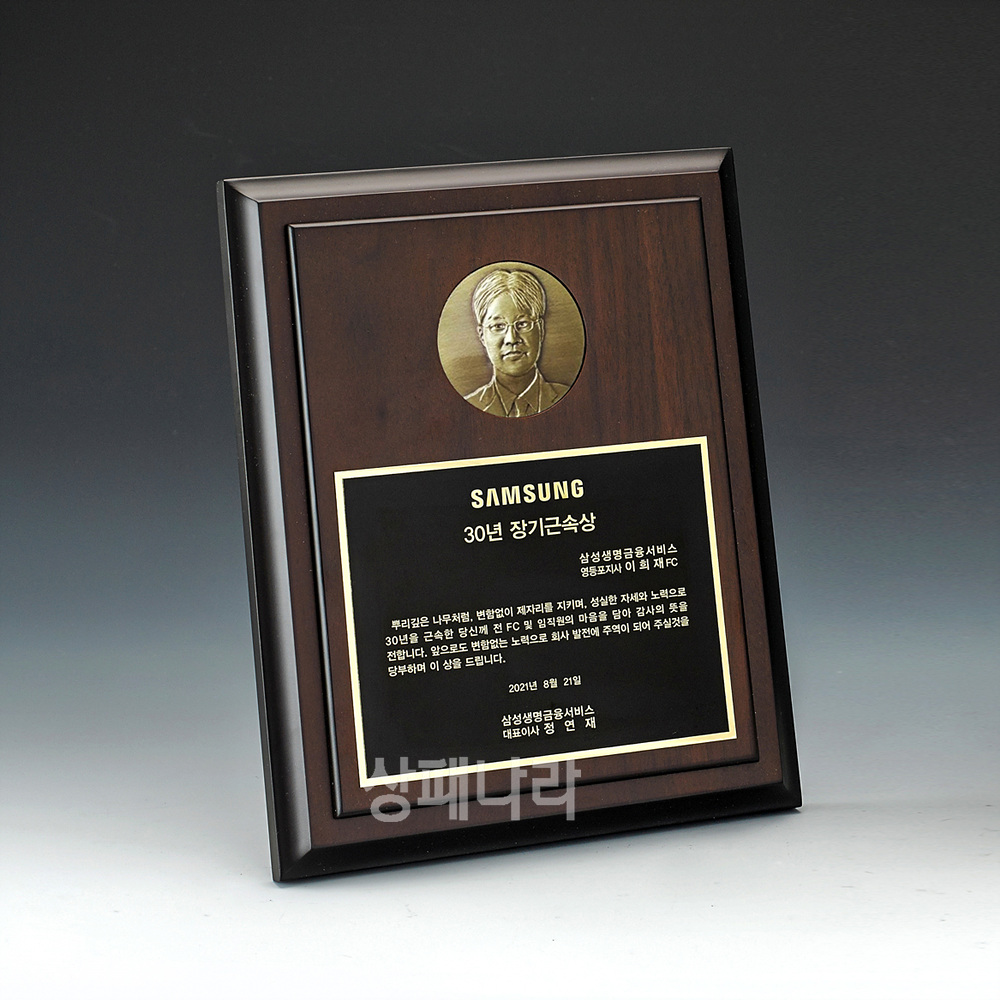 SAMSUNG
30년 장기근속상
삼성생명금융서비스
영등포지사 이 희 재 FC
뿌리깊은 나무처럼, 변함없이 제자리를 지키며, 성실한 자세와 노력으로
30년을 근속한 당신께 전 FC 및 임직원의 마음을 담아 감사의 뜻을
전합니다. 앞으로도 변함없는 노력으로 회사 발전에 주역이 되어 주실것을
당부하며 이 상을 드립니다.
2021년 8월 21일
삼성생명금융서비스
대표이사 정 연 재
상패나라